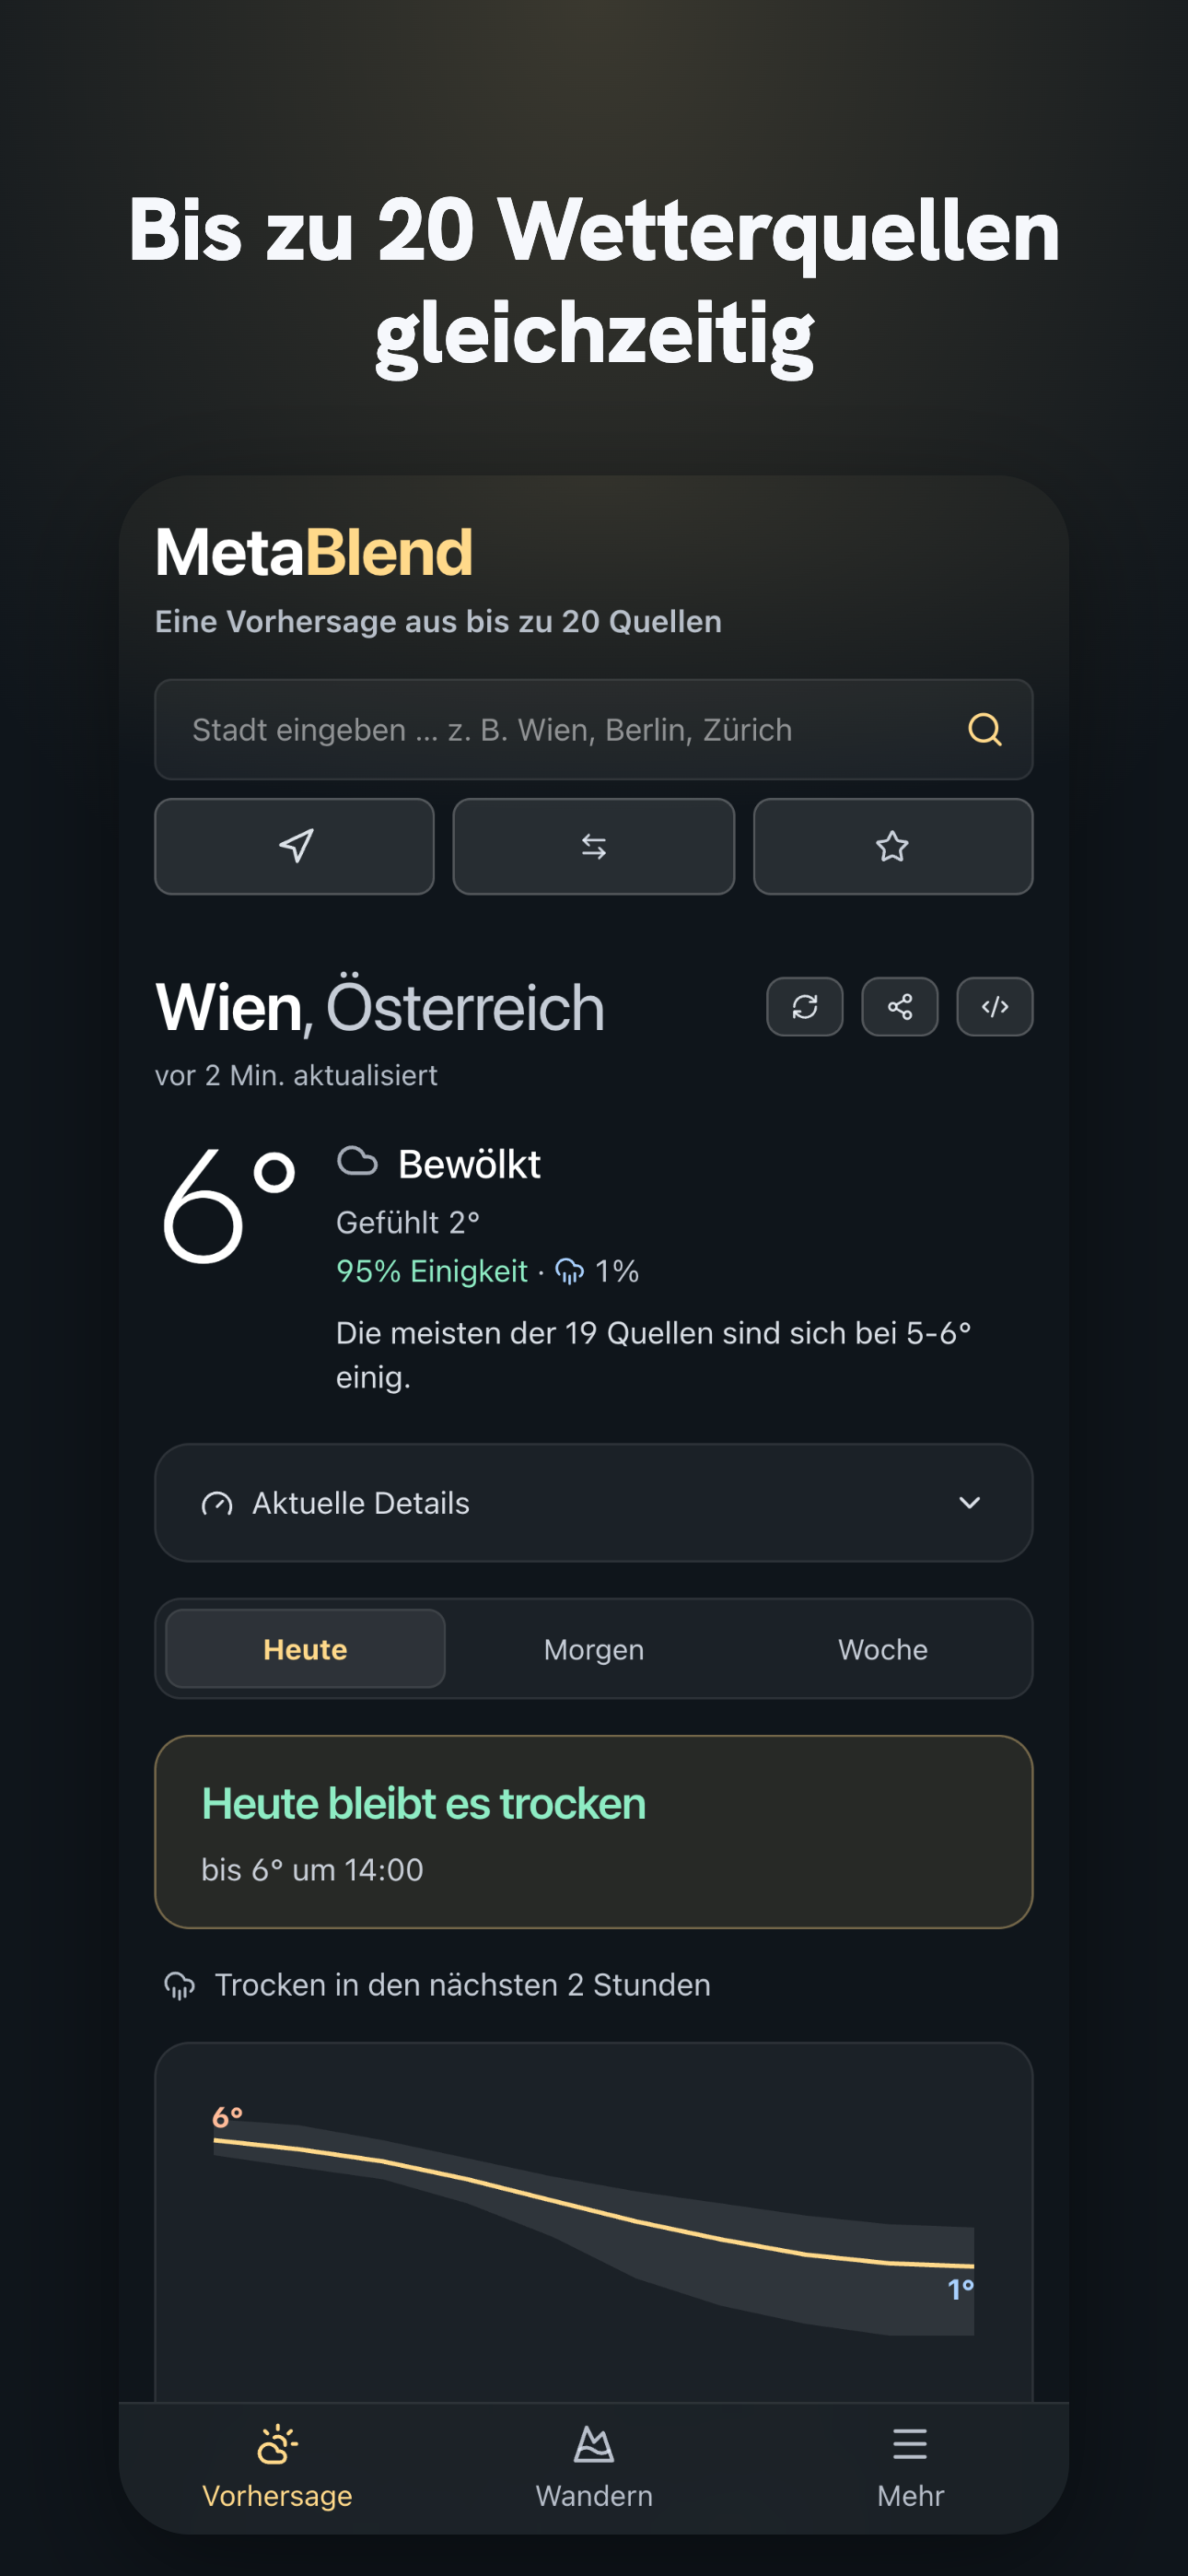 Bis zu 20 Wetterquellen
gleichzeitig
MetaBlend
Eine Vorhersage aus bis zu 20 Quellen
Stadt eingeben ... z. B. Wien, Berlin, Zürich
Wien, Österreich
vor 2 Min. aktualisiert
6°
Bewölkt
Gefühlt 2°
95% Einigkeit · 1%
Die meisten der 19 Quellen sind sich bei 5-6°
einig.
Aktuelle Details
Heute Morgen Woche
Heute bleibt es trocken
bis 6° um 14:00
Trocken in den nächsten 2 Stunden
6°
1°
Vorhersage Wandern Mehr